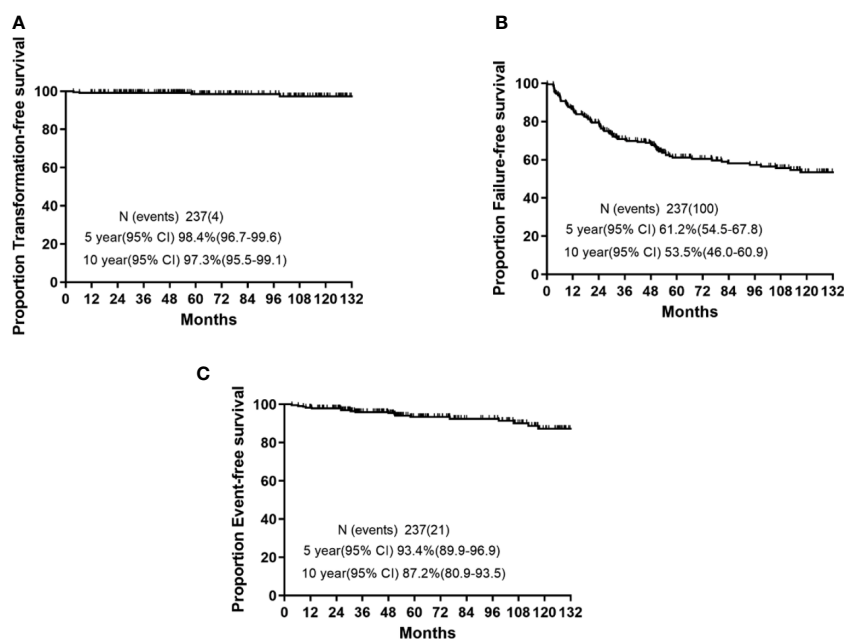 A
Proportion Transformation-free survival
100
80
60
40
20
0
N (events) 237(4)
5 year(95% CI) 98.4%(96.7-99.6)
10 year(95% CI) 97.3%(95.5-99.1)
0 12 24 36 48 60 72 84 96 108 120 132
Months
B
Proportion Failure-free survival
100
80
60
40
20
0
N (events) 237(100)
5 year(95% CI) 61.2%(54.5-67.8)
10 year(95% CI) 53.5%(46.0-60.9)
0 12 24 36 48 60 72 84 96 108 120 132
Months
C
Proportion Event-free survival
100
80
60
40
20
0
N (events) 237(21)
5 year(95% CI) 93.4%(89.9-96.9)
10 year(95% CI) 87.2%(80.9-93.5)
0 12 24 36 48 60 72 84 96 108 120 132
Months